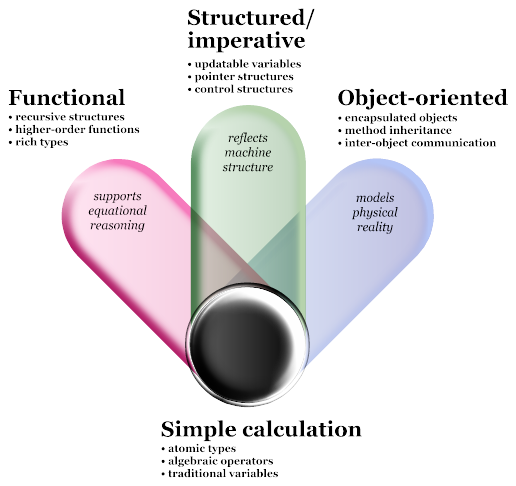 Structured/
imperative
• updatable variables
• pointer structures
• control structures
Functional
• recursive structures
• higher-order functions
• rich types
Object-oriented
• encapsulated objects
• method inheritance
• inter-object communication
supports
equational
reasoning
reflects
machine
structure
models
physical
reality
Simple calculation
• atomic types
• algebraic operators
• traditional variables